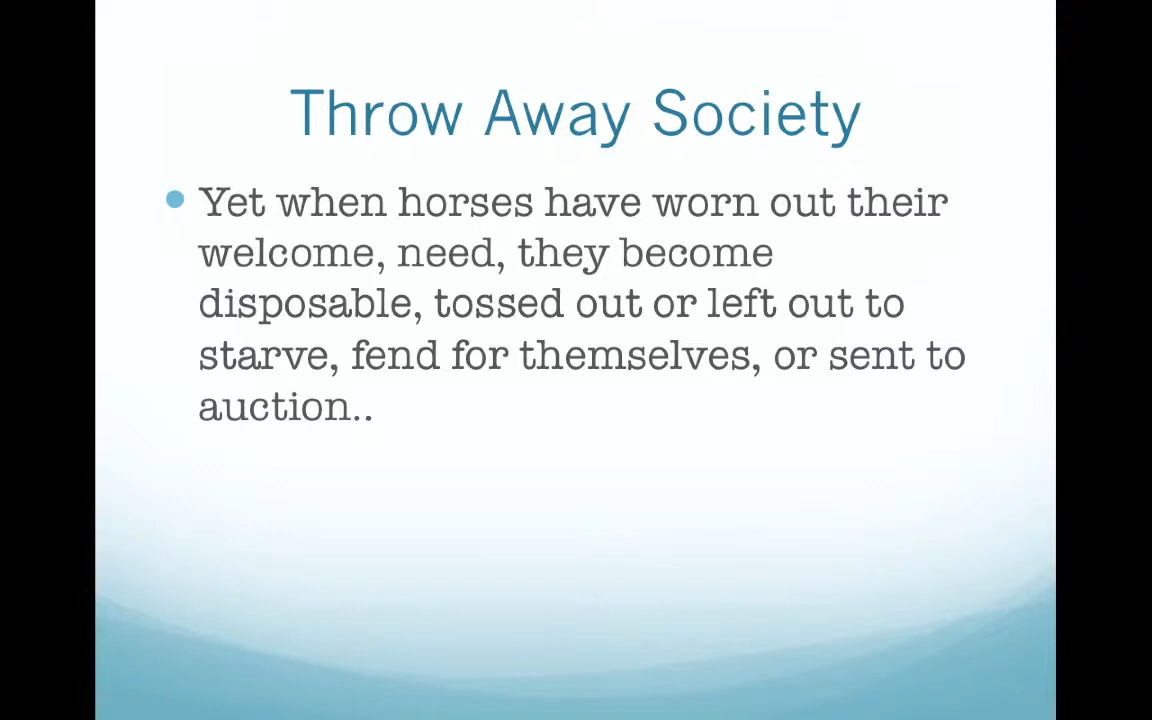 Throw Away Society
• Yet when horses have worn out their
welcome, need, they become
disposable, tossed out or left out to
starve, fend for themselves, or sent to
auction..